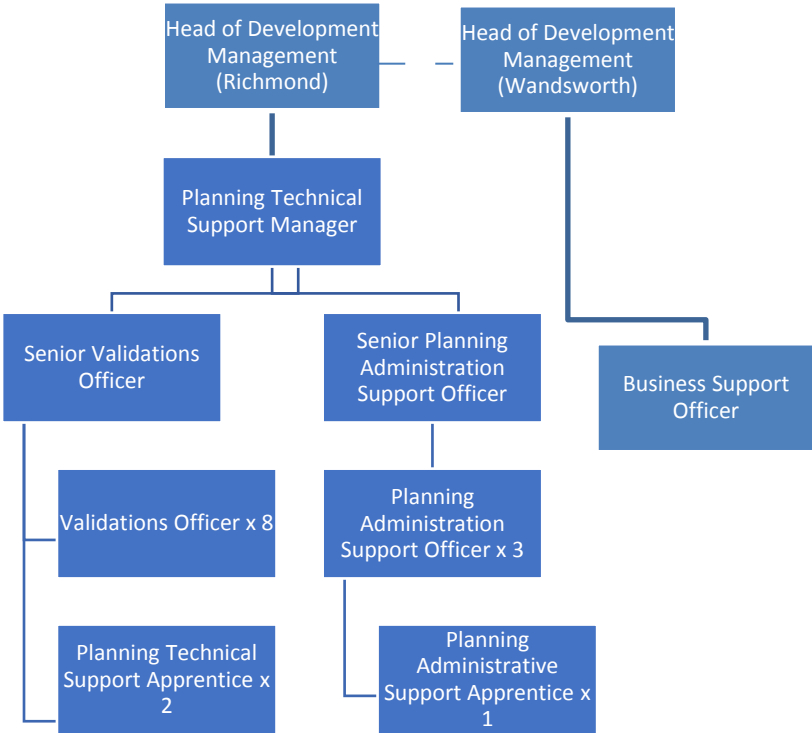 Head of Development
Management
(Richmond)
Head of Development
Management
(Wandsworth)
Planning Technical
Support Manager
Senior Validations
Officer
Senior Planning
Administration
Support Officer
Business Support
Officer
Validations Officer x 8
Planning
Administration
Support Officer x 3
Planning Technical
Support Apprentice x
2
Planning
Administrative
Support Apprentice x
1